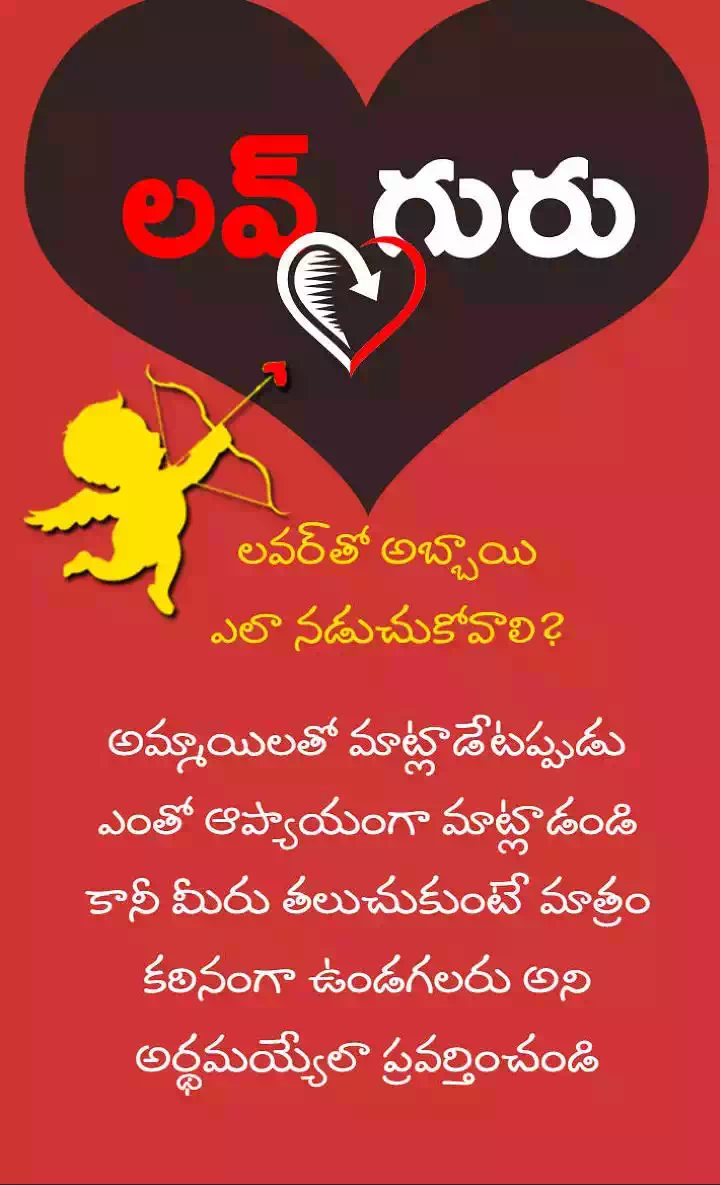 లవ్ గురు
లవర్‌తో అబ్బాయి
ఎలా నడుచుకోవాలి?
అమ్మాయిలతో మాట్లాడేటప్పుడు
ఎంతో ఆప్యాయంగా మాట్లాడండి
కానీ మీరు తలుచుకుంటే మాత్రం
కఠినంగా ఉండగలరు అని
అర్థమయ్యేలా ప్రవర్తించండి